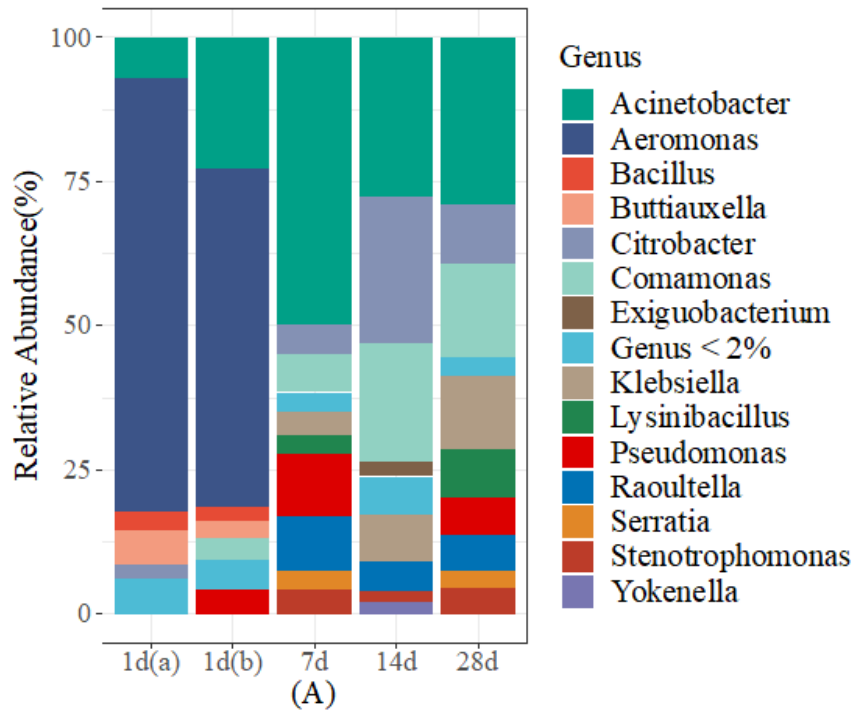 Relative Abundance(%)
100
75
50
25
0
1d(a) 1d(b) 7d 14d 28d
(A)
Genus
Acinetobacter
Aeromonas
Bacillus
Buttiauxella
Citrobacter
Comamonas
Exiguobacterium
Genus < 2%
Klebsiella
Lysinibacillus
Pseudomonas
Raoultella
Serratia
Stenotrophomonas
Yokenella